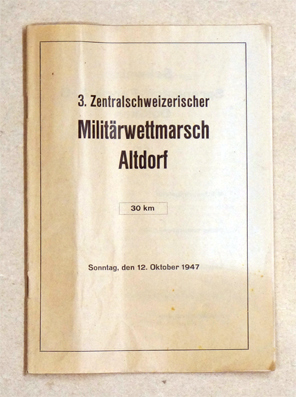 3. Zentralschweizerischer
Militärwettmarsch
Altdorf
30 km
Sonntag, den 12. Oktober 1947